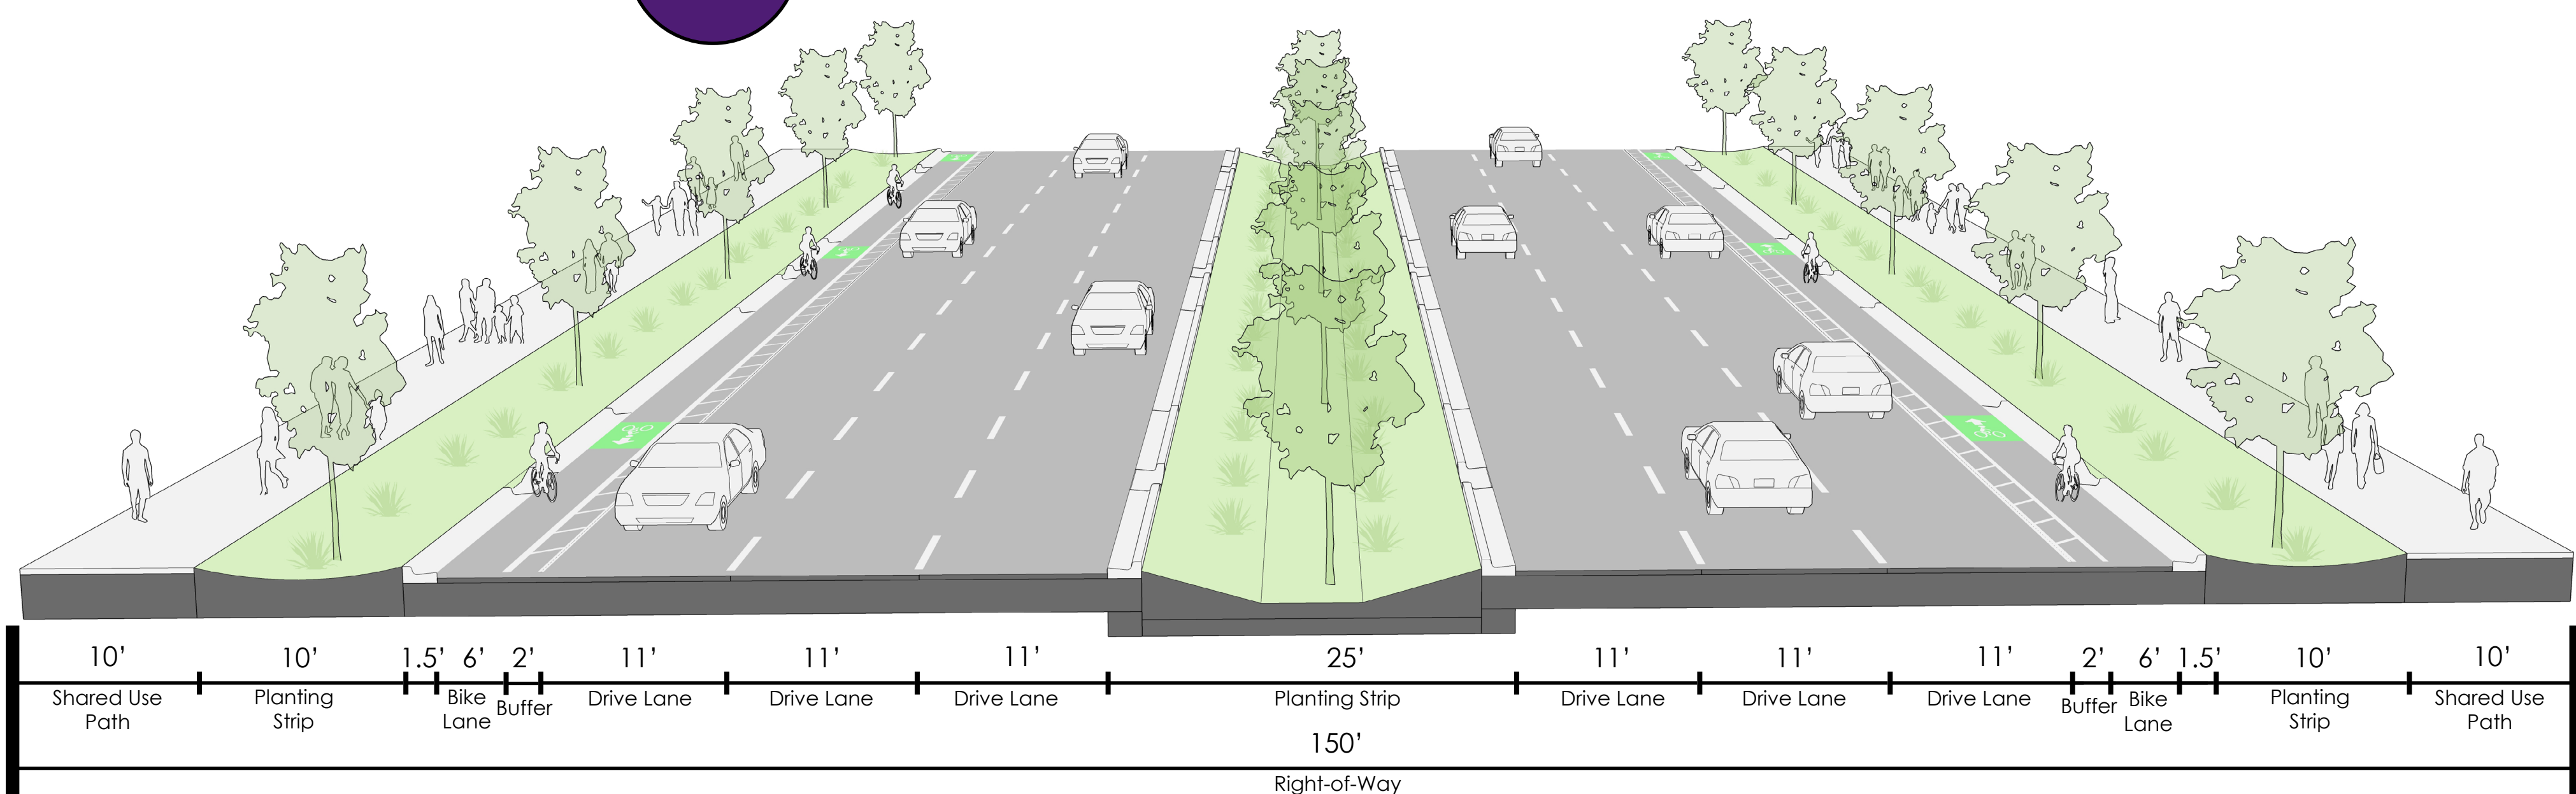 10' 10' 1.5' 6' 2' 11' 11' 11' 25' 11' 11' 11' 2' 6' 1.5' 10' 10'
Shared Use Path
Planting Strip
Bike Lane
Buffer
Drive Lane
Drive Lane
Drive Lane
Planting Strip
Drive Lane
Drive Lane
Drive Lane
Buffer
Bike Lane
Planting Strip
Shared Use Path
150'
Right-of-Way